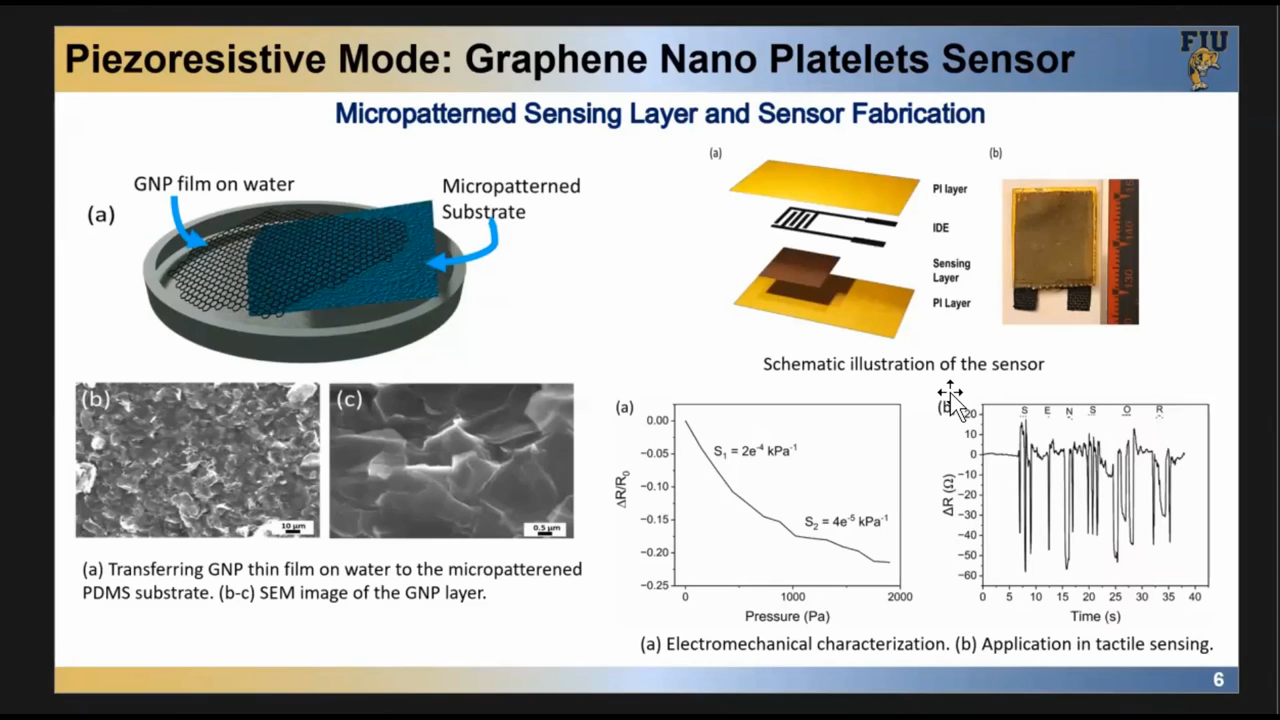 Piezoresistive Mode: Graphene Nano Platelets Sensor
FIU
Micropatterned Sensing Layer and Sensor Fabrication
GNP film on water
Micropatterned
Substrate
(a)
(b)
10 µm
(c)
0.5 µm
(a) Transferring GNP thin film on water to the micropatterened
PDMS substrate. (b-c) SEM image of the GNP layer.
(a)
PI layer
IDE
Sensing
Layer
PI Layer
(b)
130
Schematic illustration of the sensor
(a)
0.00
−0.05
−0.10
−0.15
−0.20
−0.25
ΔR/R₀
S₁ = 2e⁻⁴ kPa⁻¹
S₂ = 4e⁻⁵ kPa⁻¹
0 1000 2000
Pressure (Pa)
(b
S E N S O R
20
10
0
−10
−20
−30
−40
−50
−60
ΔR (Ω)
0 5 10 15 20 25 30 35 40
Time (s)
(a) Electromechanical characterization. (b) Application in tactile sensing.
6